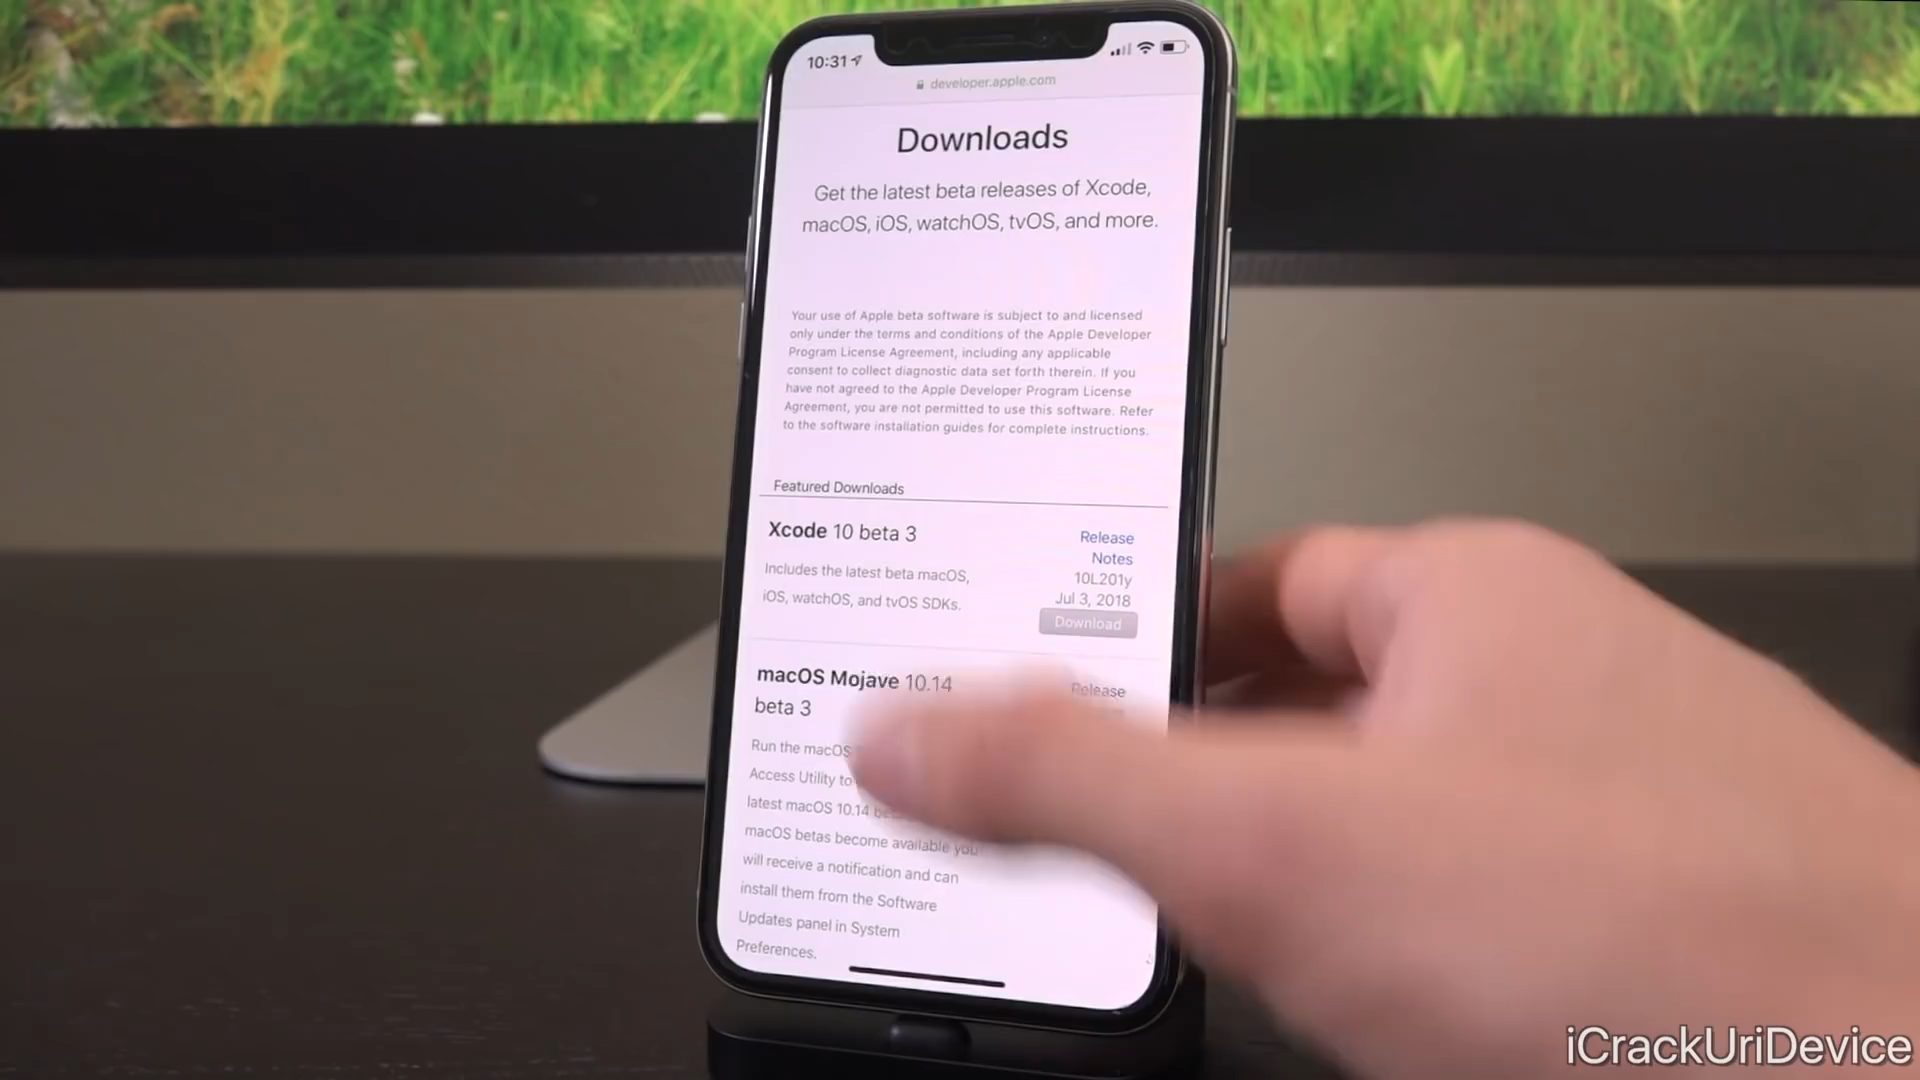 10:31
developer.apple.com
Downloads
Get the latest beta releases of Xcode,
macOS, iOS, watchOS, tvOS, and more.
Your use of Apple beta software is subject to and licensed
only under the terms and conditions of the Apple Developer
Program License Agreement, including any applicable
consent to collect diagnostic data set forth therein. If you
have not agreed to the Apple Developer Program License
Agreement, you are not permitted to use this software. Refer
to the software installation guides for complete instructions.
Featured Downloads
Xcode 10 beta 3
Includes the latest beta macOS,
iOS, watchOS, and tvOS SDKs.
Release
Notes
10L201y
Jul 3, 2018
Download
macOS Mojave 10.14
beta 3
Release
Run the macOS
Access Utility to
latest macOS 10.14
macOS betas become available you
will receive a notification and can
install them from the Software
Updates panel in System
Preferences.
iCrackUriDevice